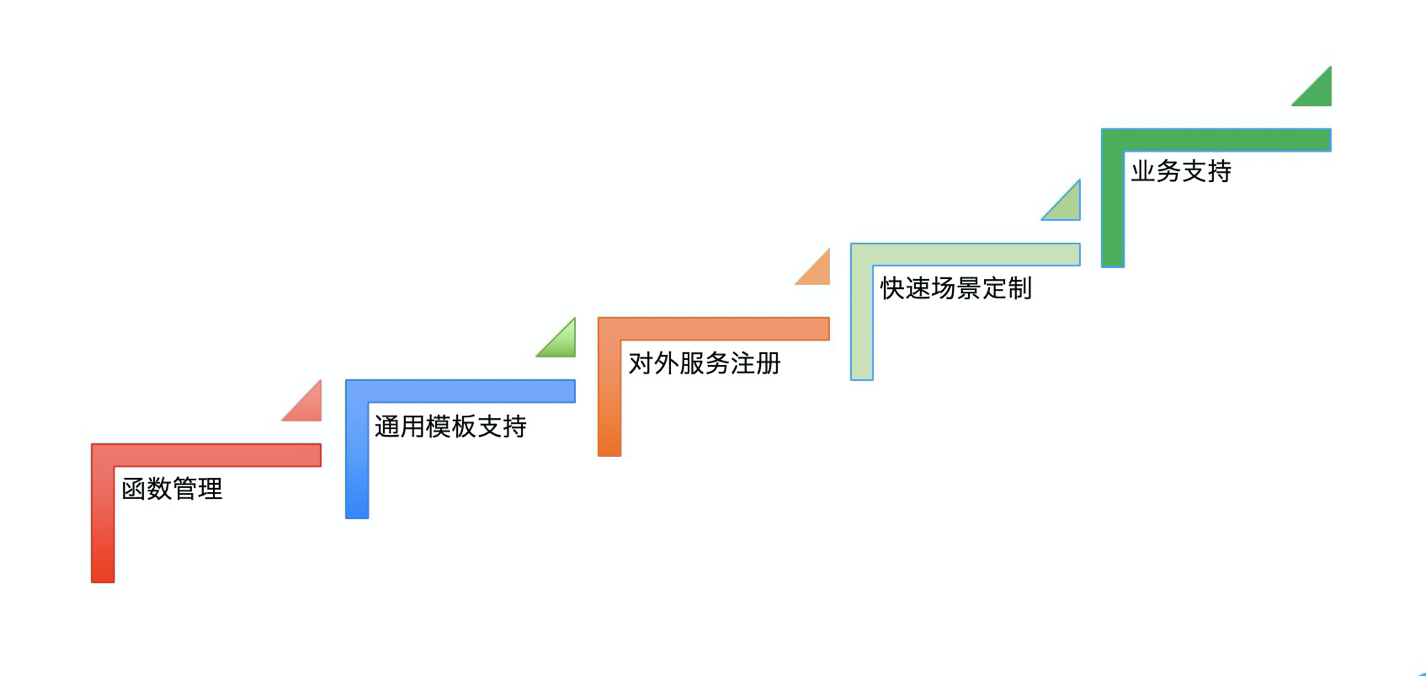 业务支持
快速场景定制
对外服务注册
通用模板支持
函数管理